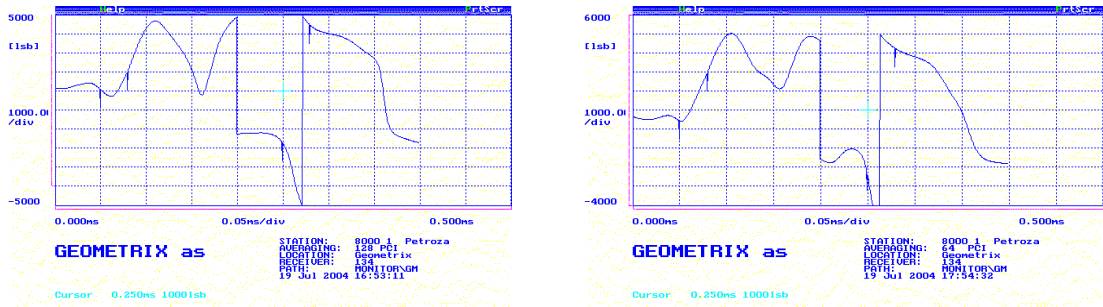 Help PrtScr
5000
[lsb]
1000.0
/div
-5000
0.000ms 0.05ms/div 0.500ms
GEOMETRIX as
STATION: 8000 1 Petroza
AVERAGING: 128 PCI
LOCATION: Geometrix
RECEIVER: 134
PATH: MONITOR\GM
19 Jul 2004 16:53:11
Cursor 0.250ms 1000lsb
Help PrtScr
6000
[lsb]
1000.0
/div
-4000
0.000ms 0.05ms/div 0.500ms
GEOMETRIX as
STATION: 8000 1 Petroza
AVERAGING: 64 PCI
LOCATION: Geometrix
RECEIVER: 134
PATH: MONITOR\GM
19 Jul 2004 17:54:32
Cursor 0.250ms 1000lsb